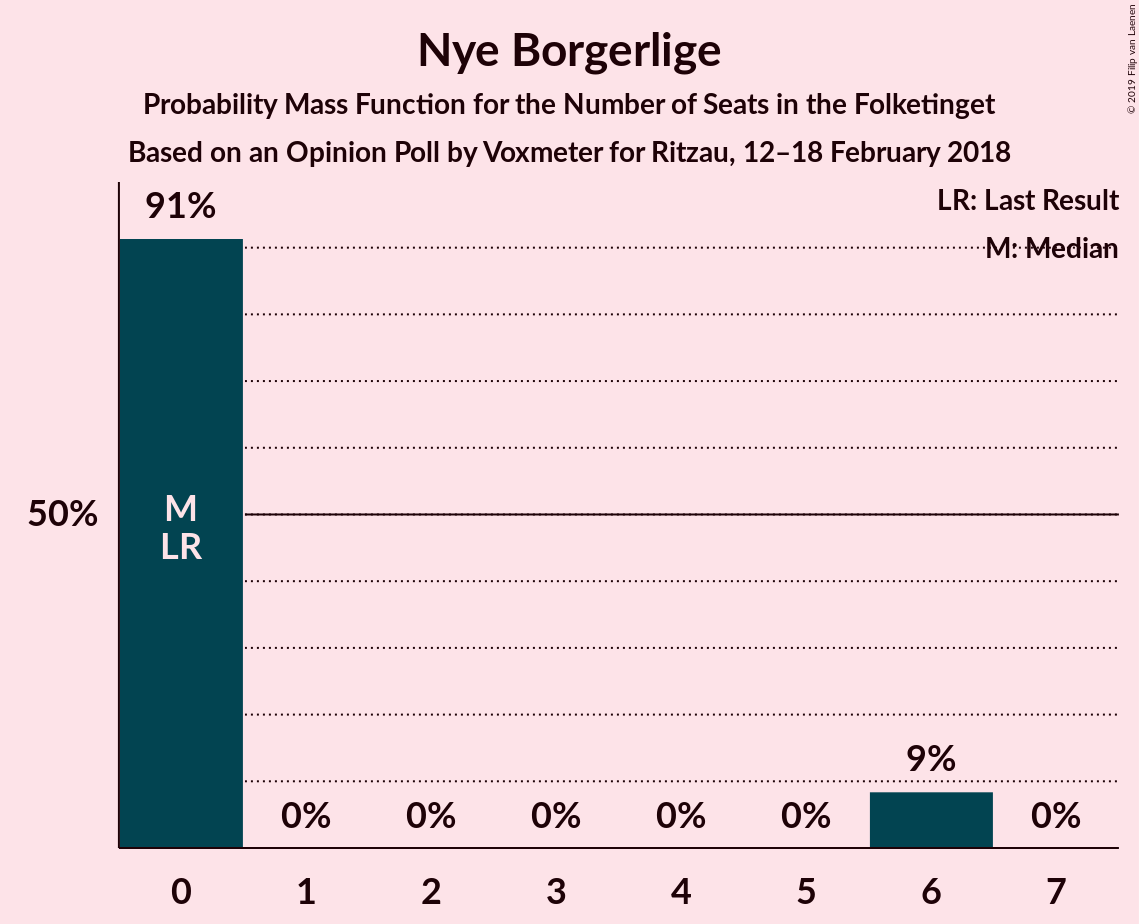 Nye Borgerlige
Probability Mass Function for the Number of Seats in the Folketinget
Based on an Opinion Poll by Voxmeter for Ritzau, 12–18 February 2018
© 2019 Filip van Laenen
LR: Last Result
M: Median
91%
50%
M
LR
0%
0%
0%
0%
0%
9%
0%
0
1
2
3
4
5
6
7